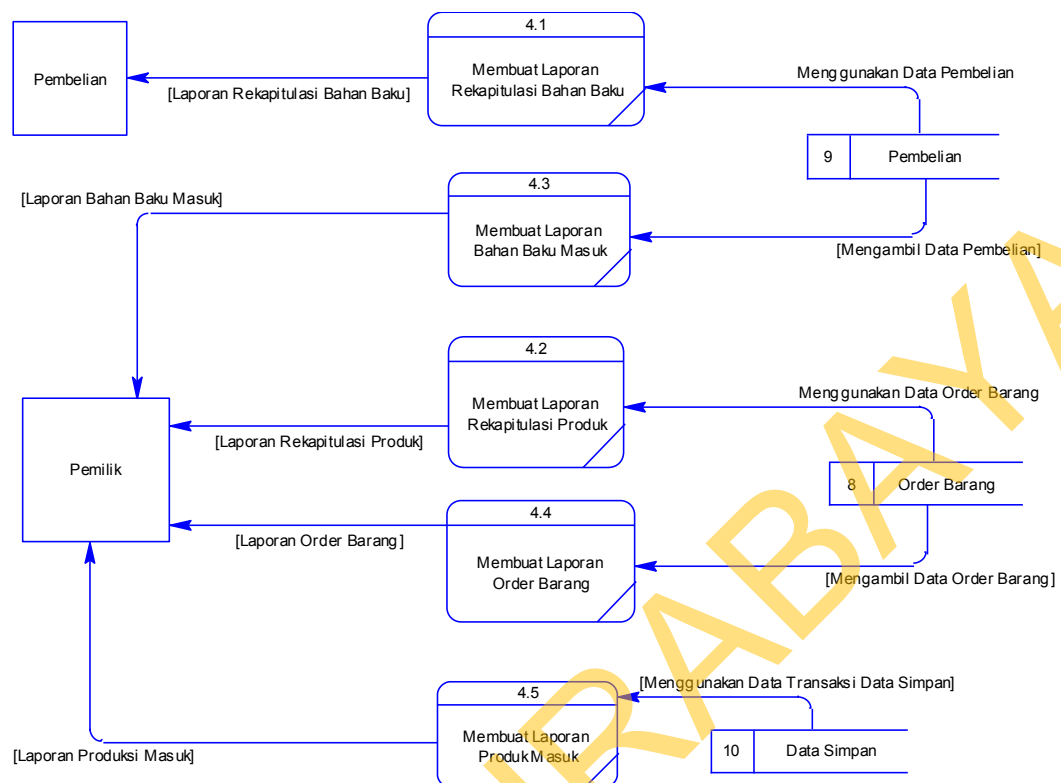 4.1
Pembelian
Membuat Laporan
Rekapitulasi Bahan Baku
Menggunakan Data Pembelian
[Laporan Rekapitulasi Bahan Baku]
9
Pembelian
4.3
[Laporan Bahan Baku Masuk]
Membuat Laporan
Bahan Baku Masuk
[Mengambil Data Pembelian]
4.2
Membuat Laporan
Rekapitulasi Produk
Menggunakan Data Order Barang
[Laporan Rekapitulasi Produk]
Pemilik
8
Order Barang
4.4
[Laporan Order Barang]
Membuat Laporan
Order Barang
[Mengambil Data Order Barang]
4.5
[Menggunakan Data Transaksi Data Simpan]
Membuat Laporan
Produk Masuk
[Laporan Produksi Masuk]
10
Data Simpan
RABAYA